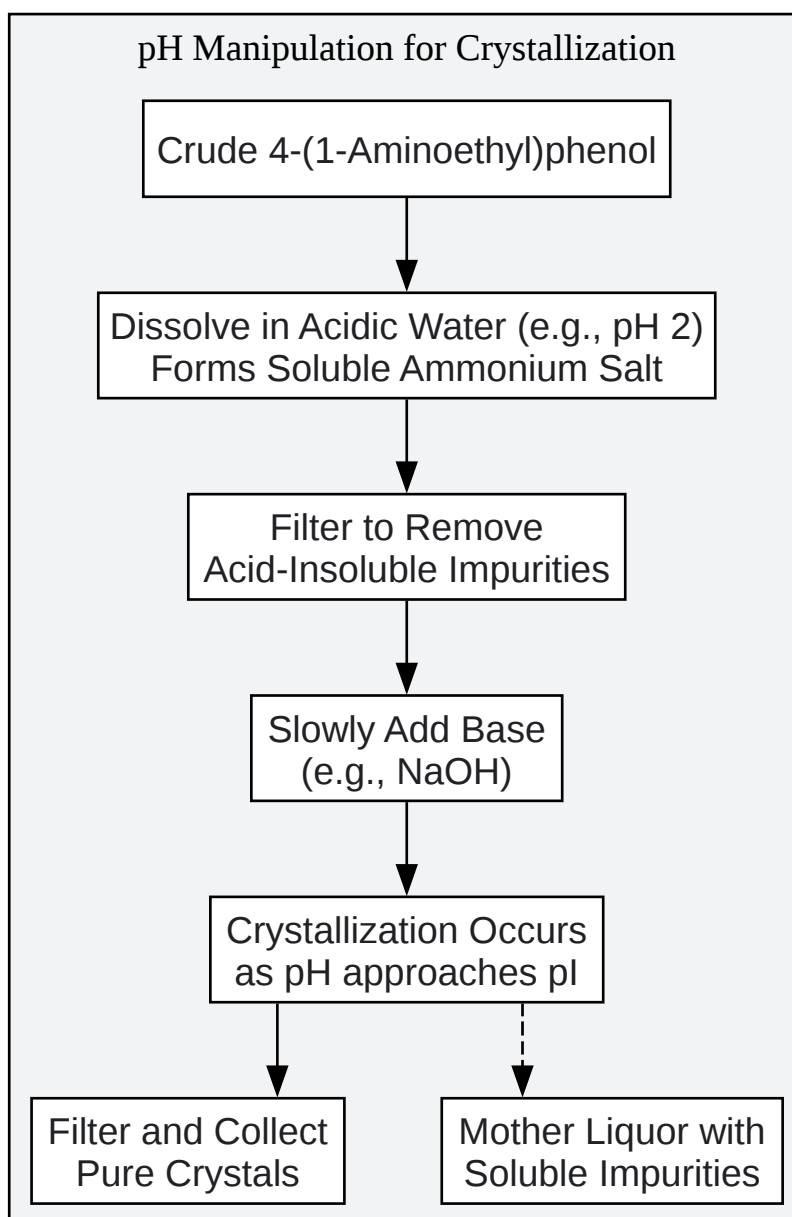 pH Manipulation for Crystallization
Crude 4-(1-Aminoethyl)phenol
Dissolve in Acidic Water (e.g., pH 2)
Forms Soluble Ammonium Salt
Filter to Remove
Acid-Insoluble Impurities
Slowly Add Base
(e.g., NaOH)
Crystallization Occurs
as pH approaches pI
Filter and Collect
Pure Crystals
Mother Liquor with
Soluble Impurities